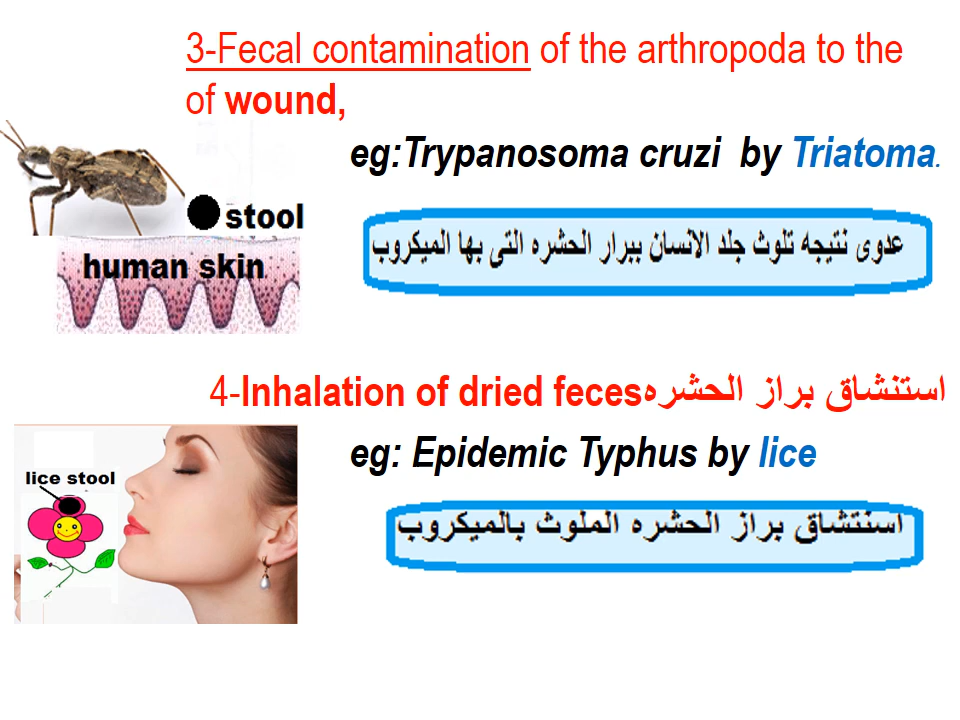 3-Fecal contamination of the arthropoda to the
of wound,
eg:Trypanosoma cruzi by Triatoma.
stool
human skin
عدوى نتيجه تلوث جلد الانسان ببرار الحشره التى بها الميكروب
4-Inhalation of dried feces استنشاق براز الحشره
eg: Epidemic Typhus by lice
lice stool
اسنتشاق براز الحشره الملوث بالميكروب